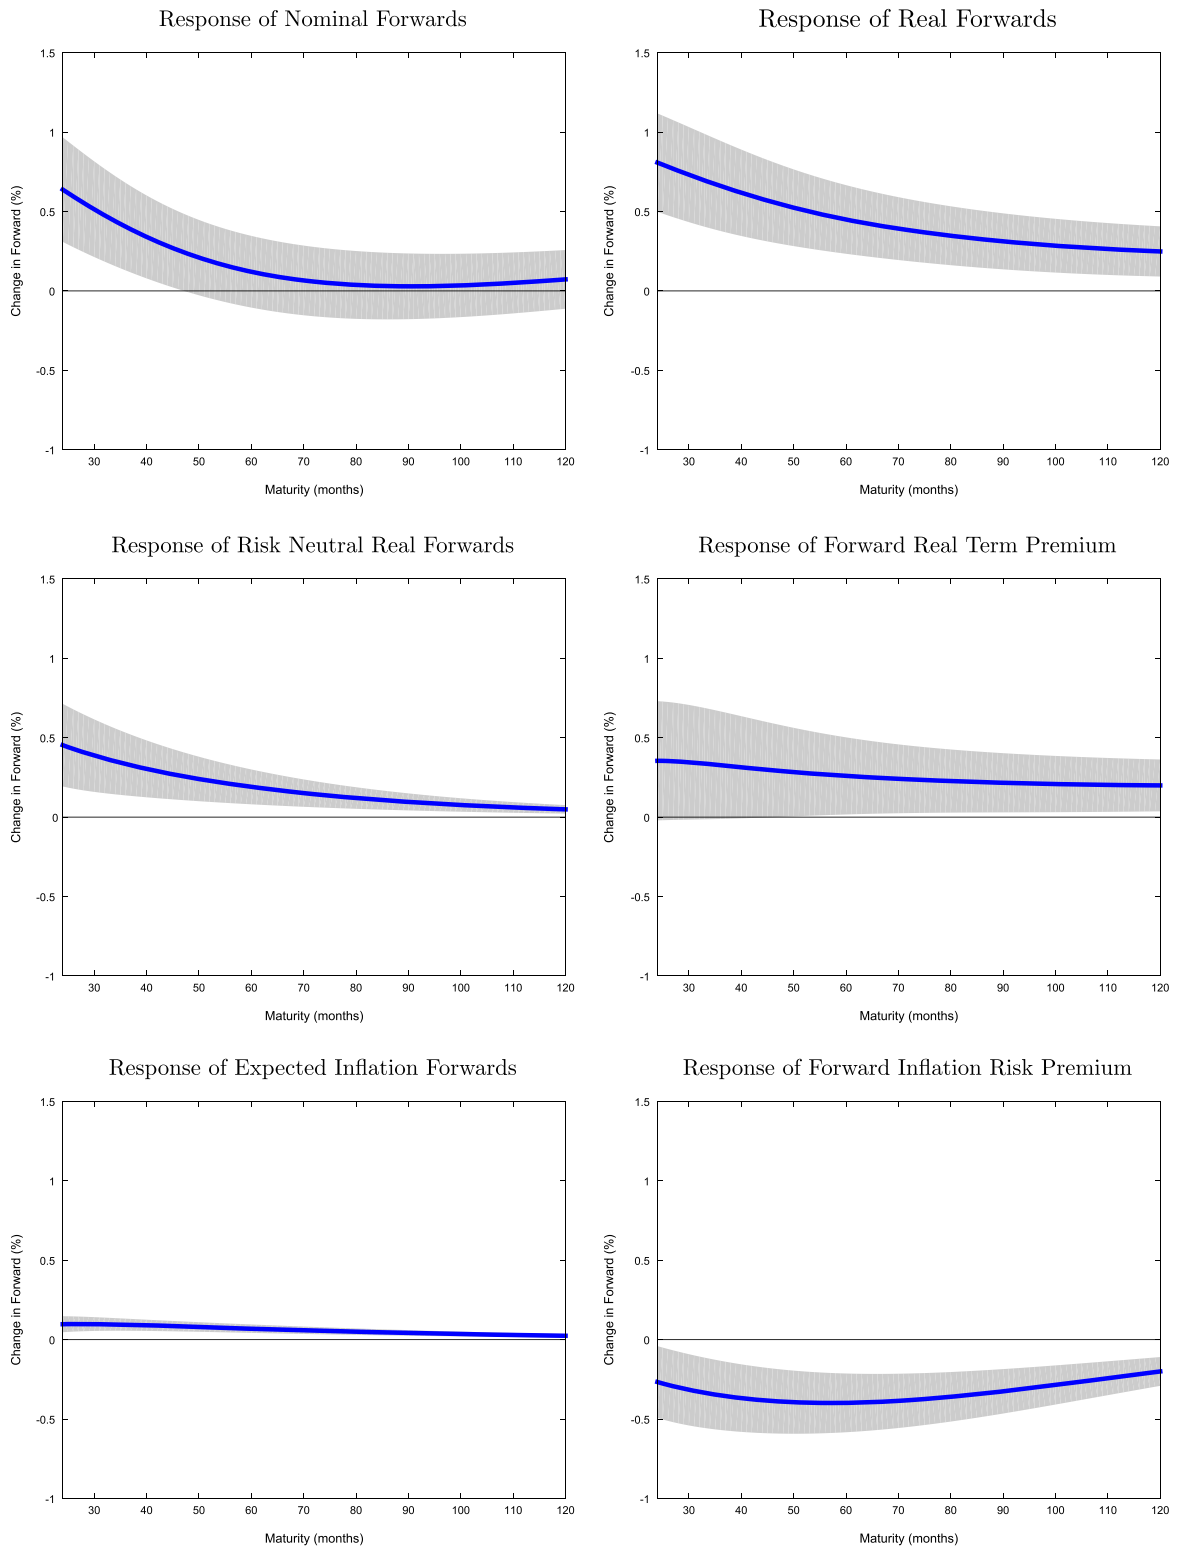 Response of Nominal Forwards
1.5
1
0.5
0
-0.5
-1
Change in Forward (%)
30 40 50 60 70 80 90 100 110 120
Maturity (months)
Response of Real Forwards
1.5
1
0.5
0
-0.5
-1
Change in Forward (%)
30 40 50 60 70 80 90 100 110 120
Maturity (months)
Response of Risk Neutral Real Forwards
1.5
1
0.5
0
-0.5
-1
Change in Forward (%)
30 40 50 60 70 80 90 100 110 120
Maturity (months)
Response of Forward Real Term Premium
1.5
1
0.5
0
-0.5
-1
Change in Forward (%)
30 40 50 60 70 80 90 100 110 120
Maturity (months)
Response of Expected Inflation Forwards
1.5
1
0.5
0
-0.5
-1
Change in Forward (%)
30 40 50 60 70 80 90 100 110 120
Maturity (months)
Response of Forward Inflation Risk Premium
1.5
1
0.5
0
-0.5
-1
Change in Forward (%)
30 40 50 60 70 80 90 100 110 120
Maturity (months)